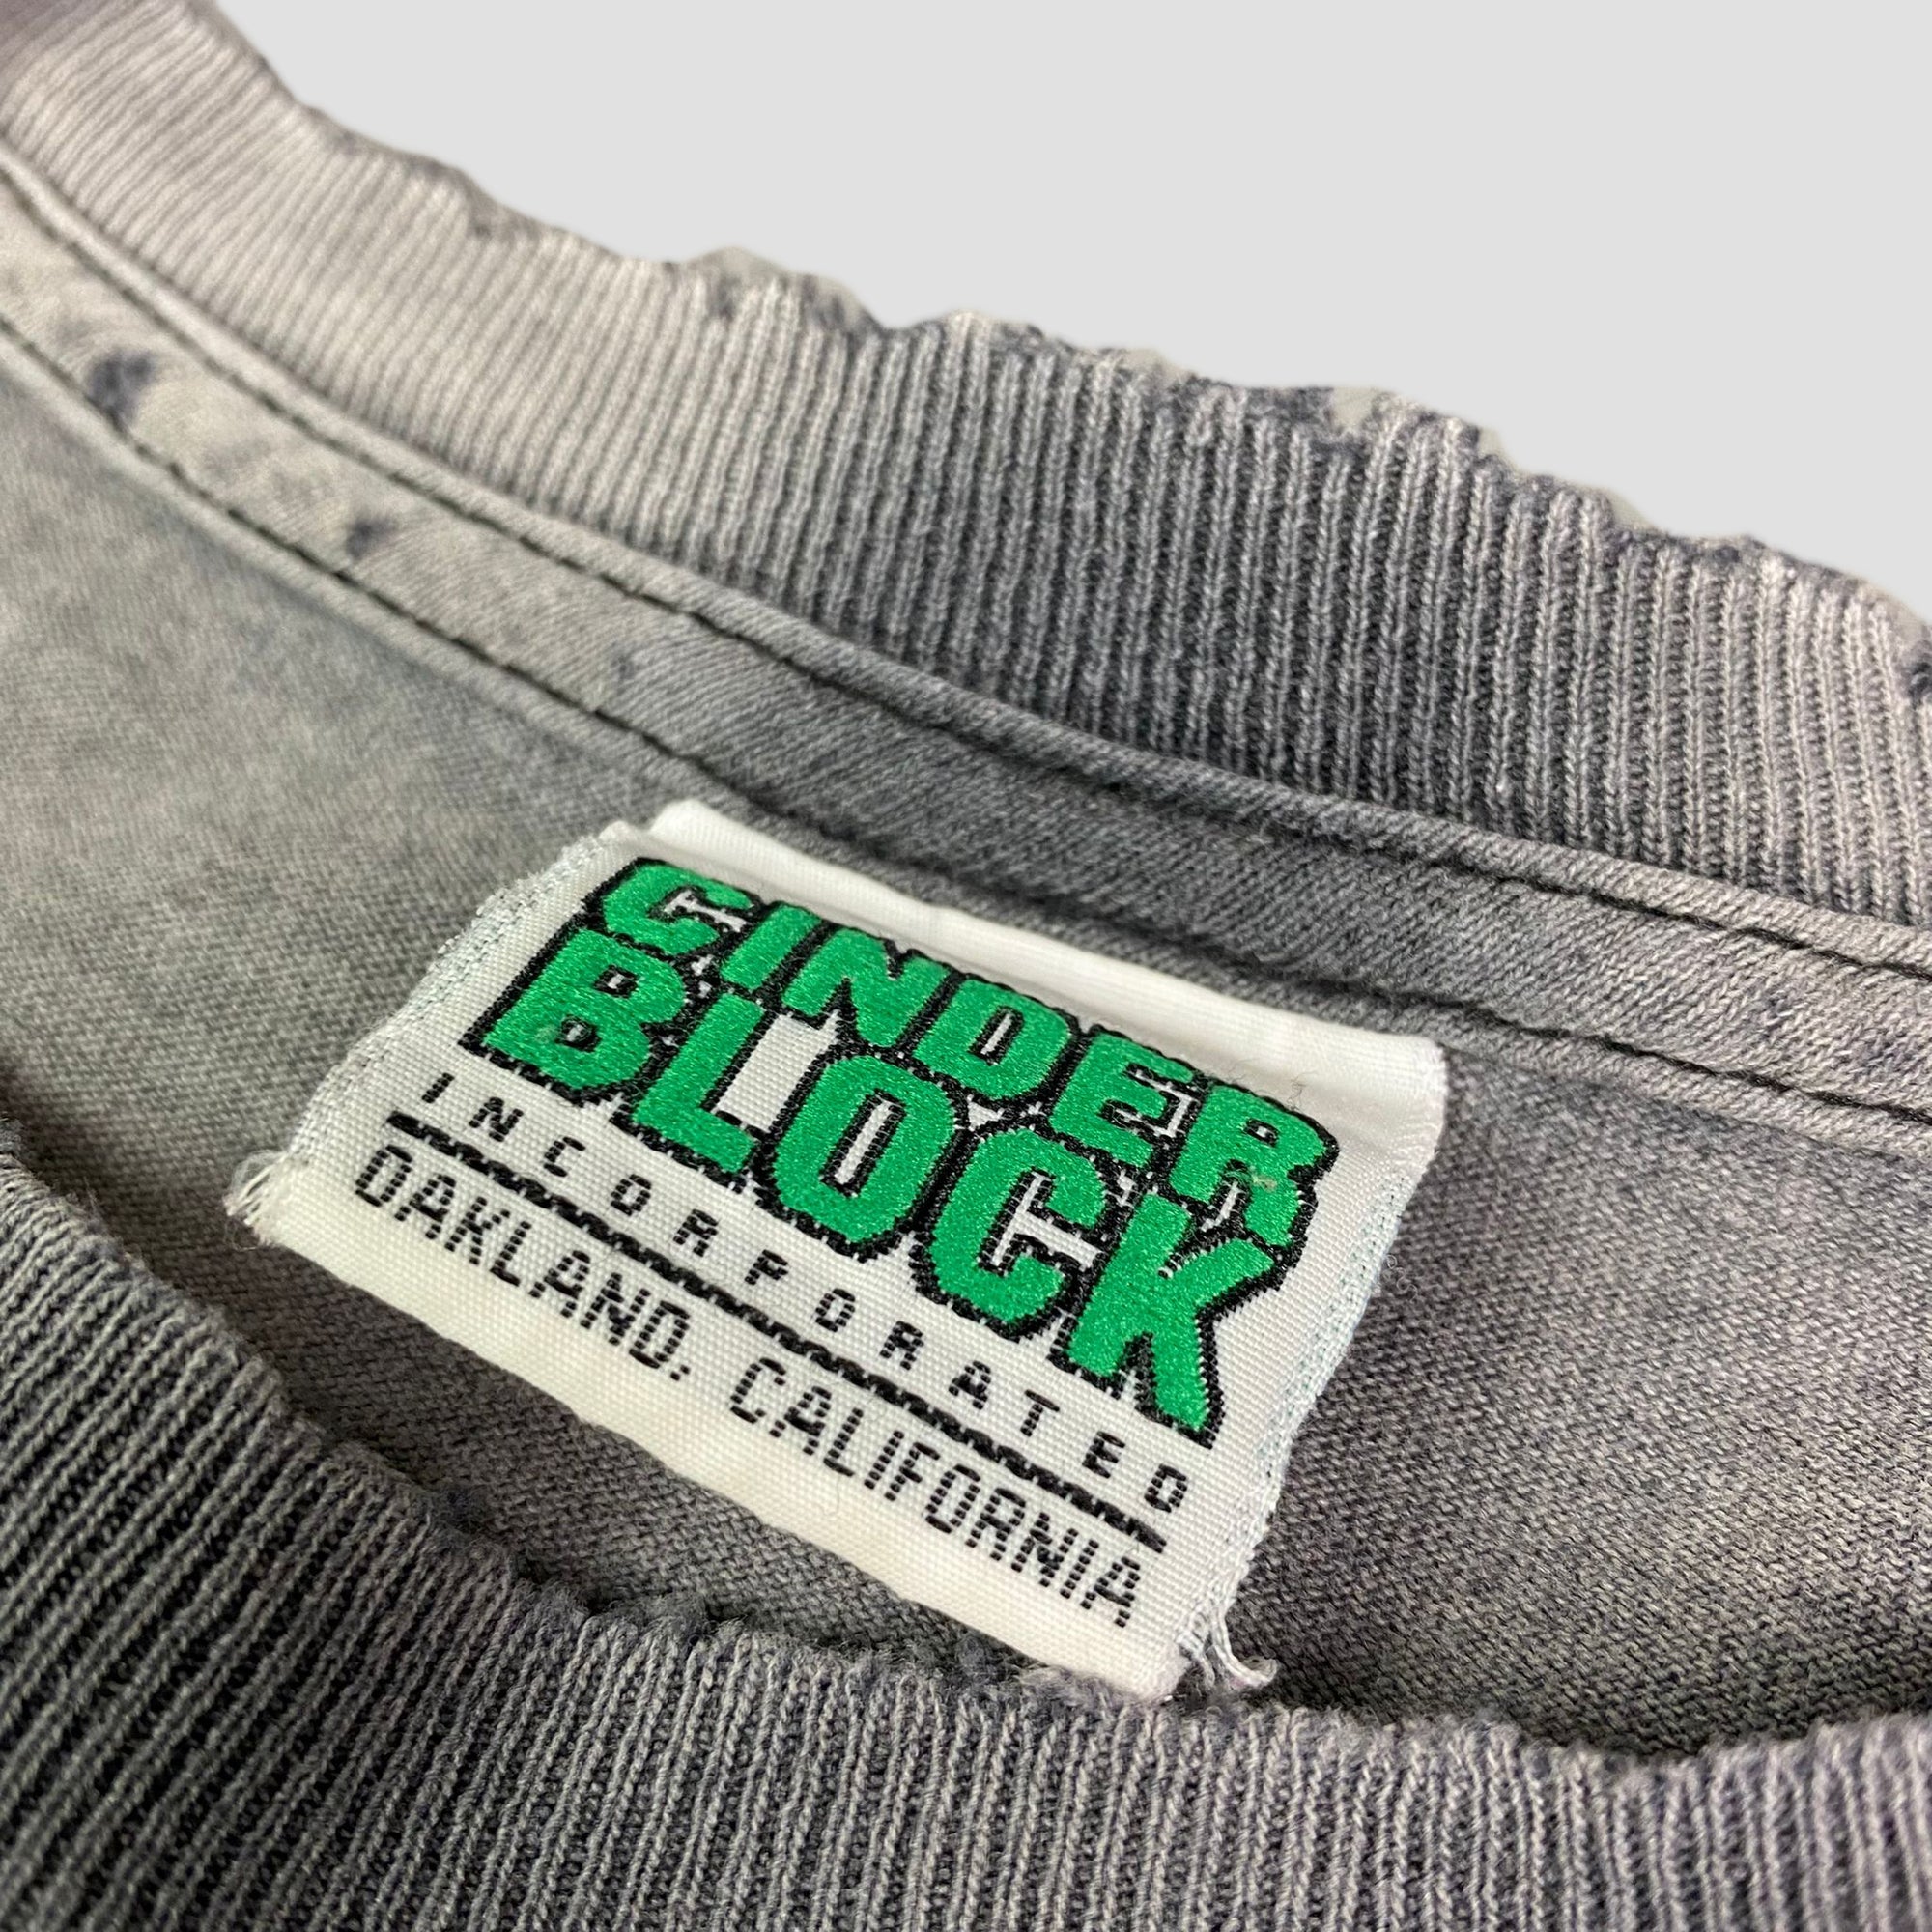 CINDER
BLOCK
INCORPORATED
OAKLAND, CALIFORNIA